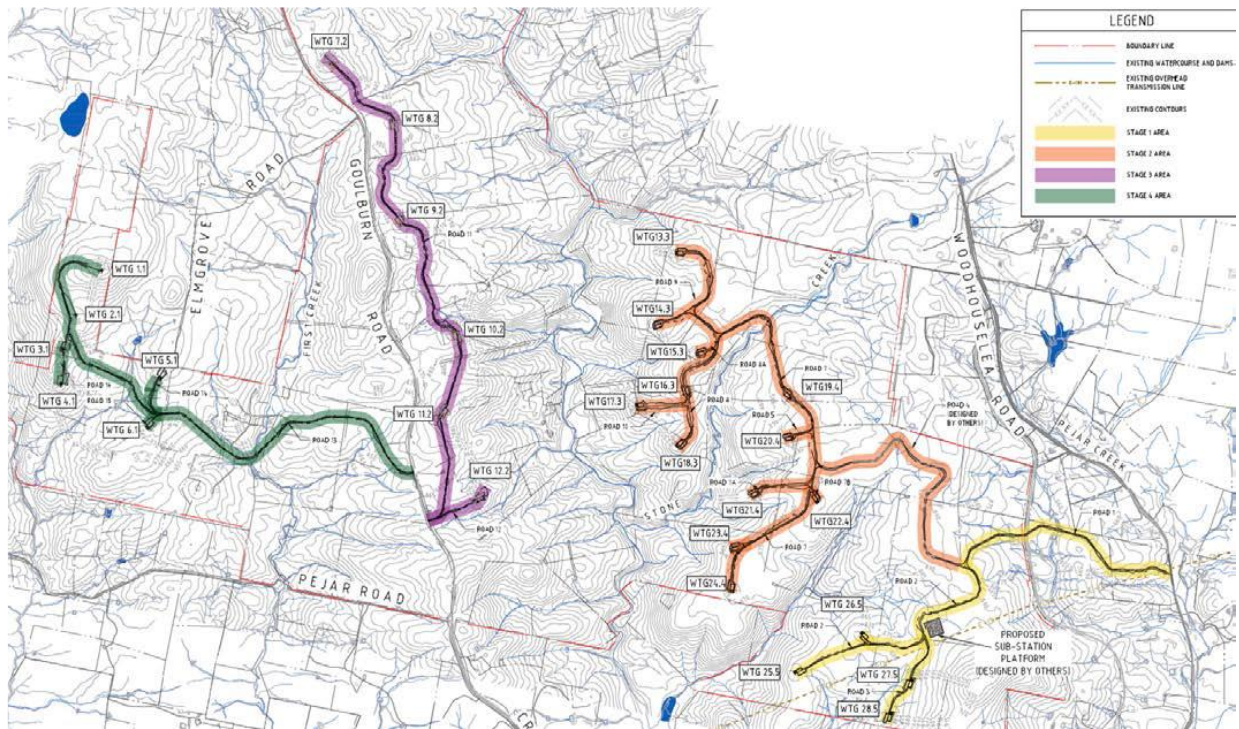 LEGEND
BOUNDARY LINE
EXISTING WATERCOURSE AND DAMS
EXISTING OVERHEAD
TRANSMISSION LINE
EXISTING CONTOURS
STAGE 1 AREA
STAGE 2 AREA
STAGE 3 AREA
STAGE 4 AREA
WTG 7.2
WTG 8.2
WTG 9.2
ROAD 11
WTG 10.2
WTG 11.2
WTG 12.2
ROAD 12
GOULBURN
ROAD
ELMGROVE
ROAD
FIRST CREEK
WTG 1.1
WTG 2.1
WTG 3.1
WTG 4.1
WTG 5.1
WTG 6.1
ROAD 14
ROAD 13
PEJAR ROAD
WTG13.3
WTG14.3
WTG15.3
WTG16.3
WTG17.3
WTG18.3
WTG19.4
WTG20.4
WTG21.4
WTG22.4
WTG23.4
WTG24.4
ROAD 5
ROAD 7
CREEK
STONE
WOODHOUSELEA
ROAD
PEJAR CREEK
(DESIGNED
BY OTHERS)
ROAD 1
ROAD 2
WTG 26.5
ROAD 2
WTG 25.5
WTG 27.5
ROAD 3
WTG 28.5
PROPOSED
SUB-STATION
PLATFORM
(DESIGNED BY OTHERS)